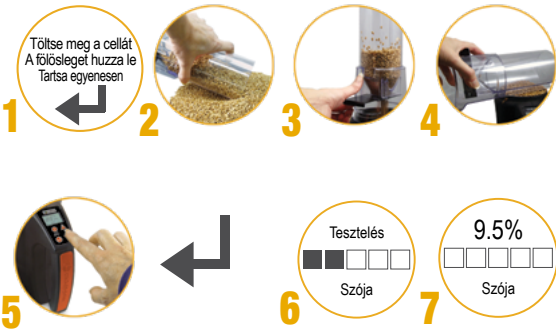 Töltse meg a cellát
A fölösleget huzza le
Tartsa egyenesen
1
2
3
4
5
Tesztelés
Szója
6
9.5%
Szója
7